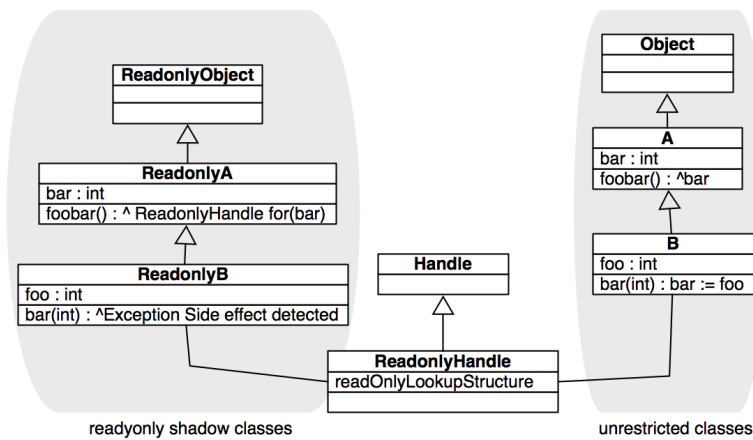 Object
ReadonlyObject
A
bar : int
foobar() : ^bar
ReadonlyA
bar : int
foobar() : ^ ReadonlyHandle for(bar)
B
foo : int
bar(int) : bar := foo
Handle
ReadonlyB
foo : int
bar(int) : ^Exception Side effect detected
ReadonlyHandle
readOnlyLookupStructure
readyonly shadow classes
unrestricted classes